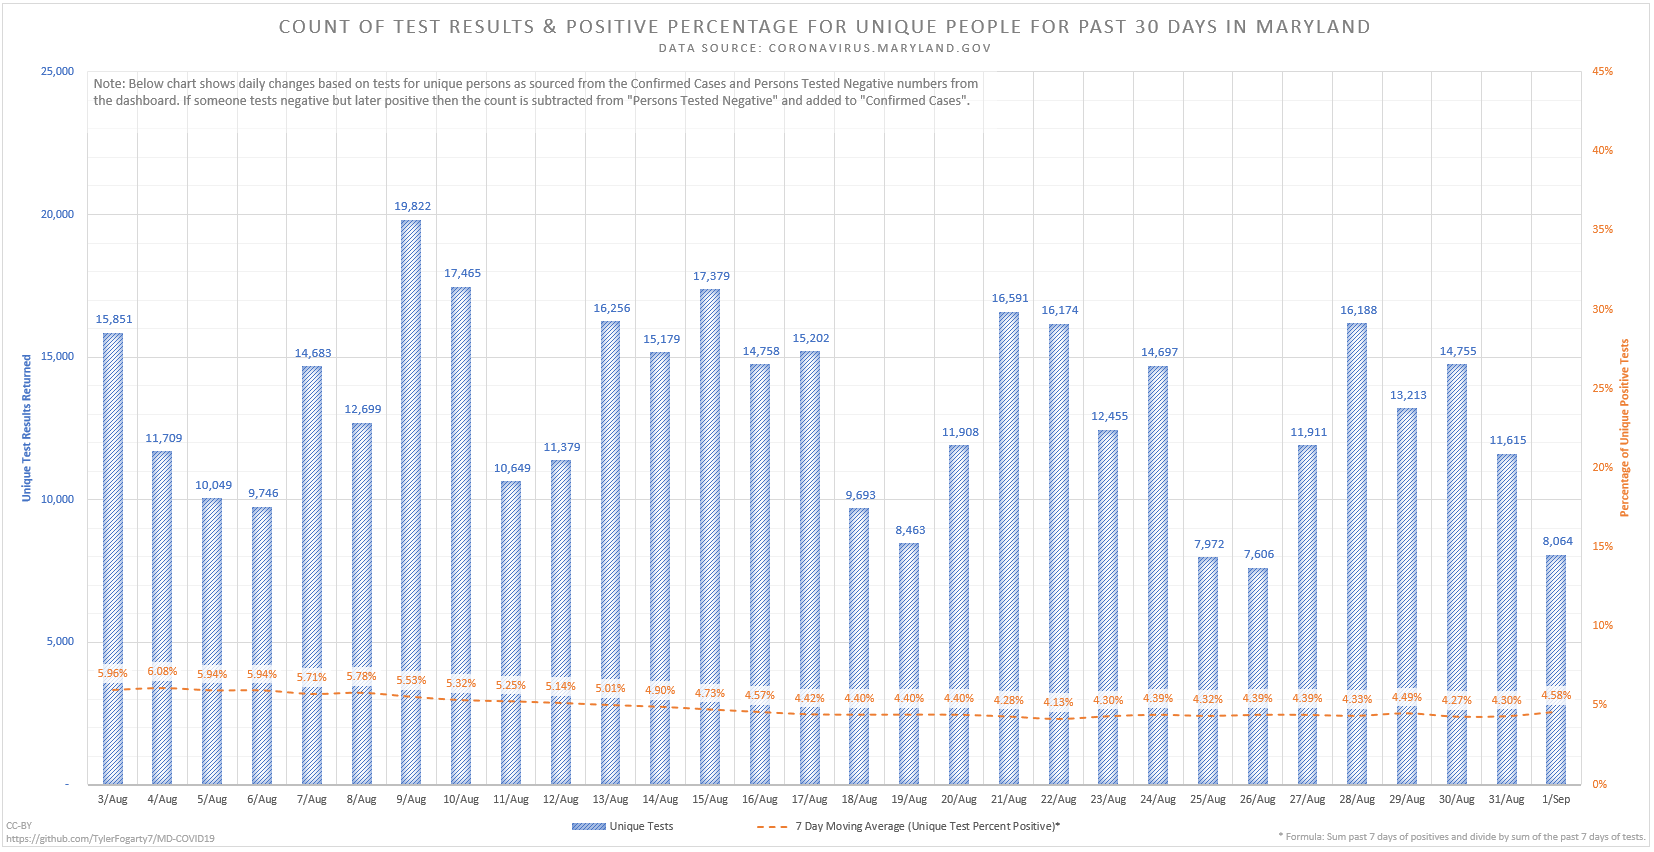 COUNT OF TEST RESULTS & POSITIVE PERCENTAGE FOR UNIQUE PEOPLE FOR PAST 30 DAYS IN MARYLAND
DATA SOURCE: CORONAVIRUS.MARYLAND.GOV
Note: Below chart shows daily changes based on tests for unique persons as sourced from the Confirmed Cases and Persons Tested Negative numbers from
the dashboard. If someone tests negative but later positive then the count is subtracted from "Persons Tested Negative" and added to "Confirmed Cases".
Unique Test Results Returned
25,000
20,000
15,000
10,000
5,000
-
15,851
11,709
10,049
9,746
14,683
12,699
19,822
17,465
10,649
11,379
16,256
15,179
17,379
14,758
15,202
9,693
8,463
11,908
16,591
16,174
12,455
14,697
7,972
7,606
11,911
16,188
13,213
14,755
11,615
8,064
5.96%
6.08%
5.94%
5.94%
5.71%
5.78%
5.53%
5.32%
5.25%
5.14%
5.01%
4.90%
4.73%
4.57%
4.42%
4.40%
4.40%
4.40%
4.28%
4.13%
4.30%
4.39%
4.32%
4.39%
4.39%
4.33%
4.49%
4.27%
4.30%
4.58%
45%
40%
35%
30%
25%
20%
15%
10%
5%
0%
Percentage of Unique Positive Tests
3/Aug
4/Aug
5/Aug
6/Aug
7/Aug
8/Aug
9/Aug
10/Aug
11/Aug
12/Aug
13/Aug
14/Aug
15/Aug
16/Aug
17/Aug
18/Aug
19/Aug
20/Aug
21/Aug
22/Aug
23/Aug
24/Aug
25/Aug
26/Aug
27/Aug
28/Aug
29/Aug
30/Aug
31/Aug
1/Sep
Unique Tests
7 Day Moving Average (Unique Test Percent Positive)*
CC-BY
https://github.com/TylerFogarty7/MD-COVID19
* Formula: Sum past 7 days of positives and divide by sum of the past 7 days of tests.